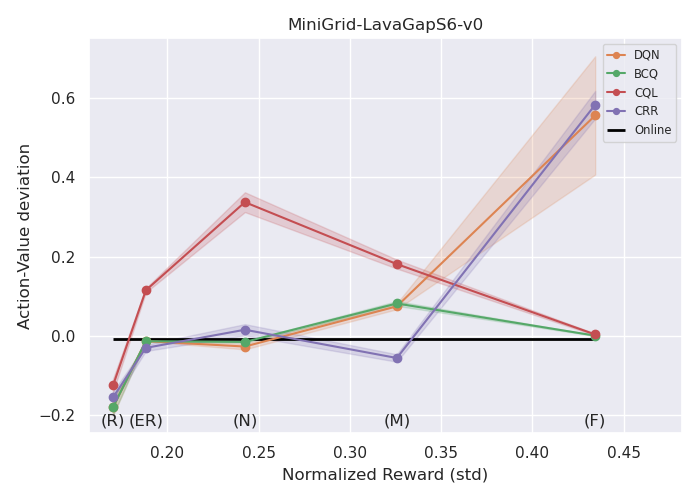 MiniGrid-LavaGapS6-v0
DQN
BCQ
CQL
CRR
Online
Action-Value deviation
0.6
0.4
0.2
0.0
−0.2
(R) (ER) (N) (M) (F)
0.20 0.25 0.30 0.35 0.40 0.45
Normalized Reward (std)